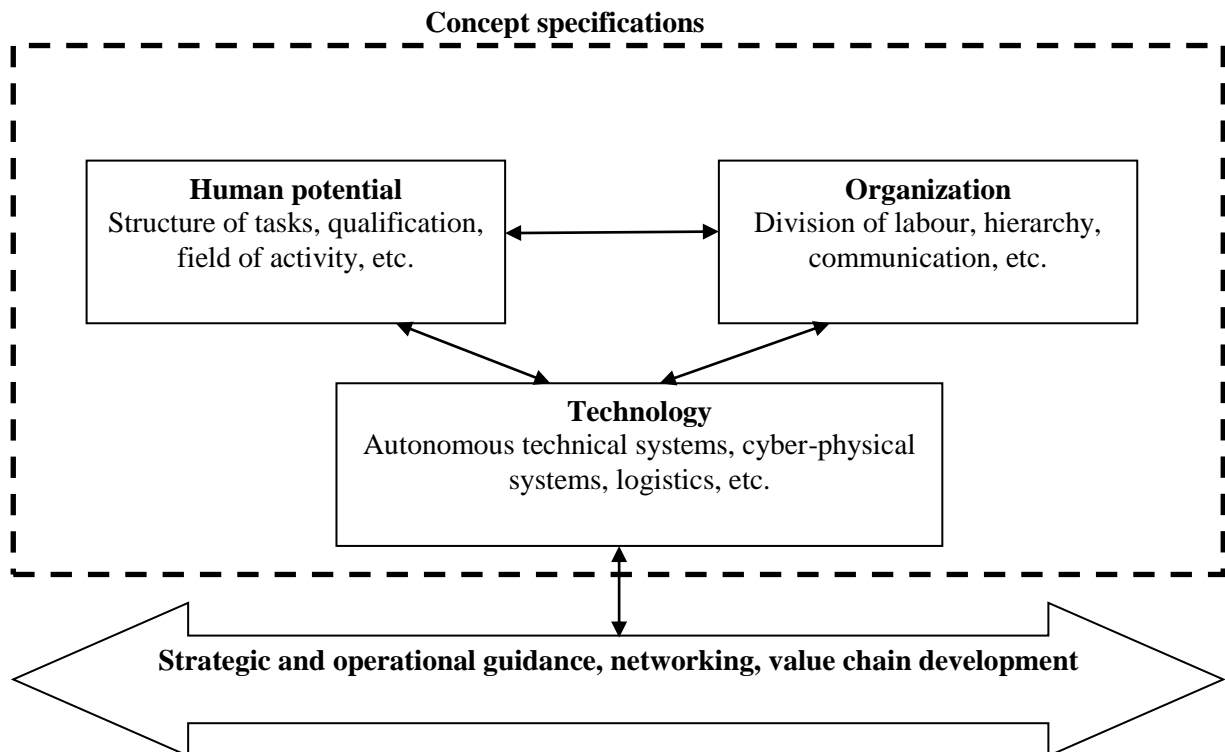 Concept specifications
Human potential
Structure of tasks, qualification,
field of activity, etc.
Organization
Division of labour, hierarchy,
communication, etc.
Technology
Autonomous technical systems, cyber-physical
systems, logistics, etc.
Strategic and operational guidance, networking, value chain development